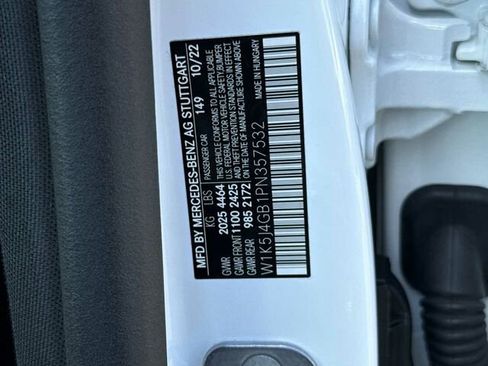 MFD BY MERCEDES-BENZ AG STUTTGART
PASSENGER CAR 149 10/22
KG LBS
THIS VEHICLE CONFORMS TO ALL APPLICABLE
GVWR 2025 4464 U.S. FEDERAL MOTOR VEHICLE SAFETY, BUMPER
GAWR FRONT 1100 2425 AND THEFT PREVENTION STANDARDS SHOWN ABOVE
GAWR REAR 985 2172 ON THE DATE OF MANUFACTURE
W1K5J4GB1PN357532 MADE IN HUNGARY